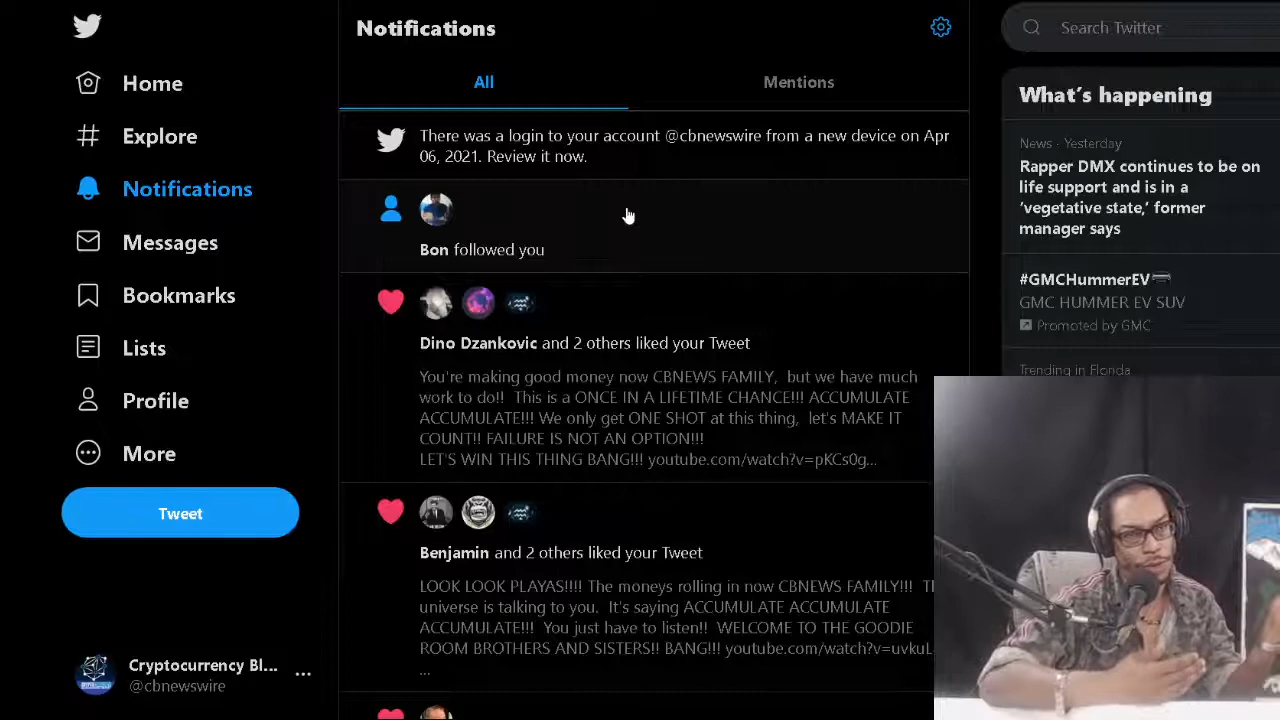 Home
Explore
Notifications
Messages
Bookmarks
Lists
Profile
More
Tweet
Cryptocurrency Bl...
@cbnewswire
...
Notifications
All
Mentions
There was a login to your account @cbnewswire from a new device on Apr
06, 2021. Review it now.
Bon followed you
Dino Dzankovic and 2 others liked your Tweet
You're making good money now CBNEWS FAMILY, but we have much
work to do!! This is a ONCE IN A LIFETIME CHANCE!!! ACCUMULATE
ACCUMULATE!!! We only get ONE SHOT at this thing, let's MAKE IT
COUNT!! FAILURE IS NOT AN OPTION!!!
LET'S WIN THIS THING BANG!!! youtube.com/watch?v=pKCs0g...
Benjamin and 2 others liked your Tweet
LOOK LOOK PLAYAS!!!! The moneys rolling in now CBNEWS FAMILY!!!
universe is talking to you. It's saying ACCUMULATE ACCUMULATE
ACCUMULATE!!! You just have to listen!! WELCOME TO THE GOODIE
ROOM BROTHERS AND SISTERS!! BANG!!! youtube.com/watch?v=uvkuL
...
Search Twitter
What's happening
News · Yesterday
Rapper DMX continues to be on
life support and is in a
'vegetative state,' former
manager says
#GMCHummerEV
GMC HUMMER EV SUV
Promoted by GMC
Trending in Florida